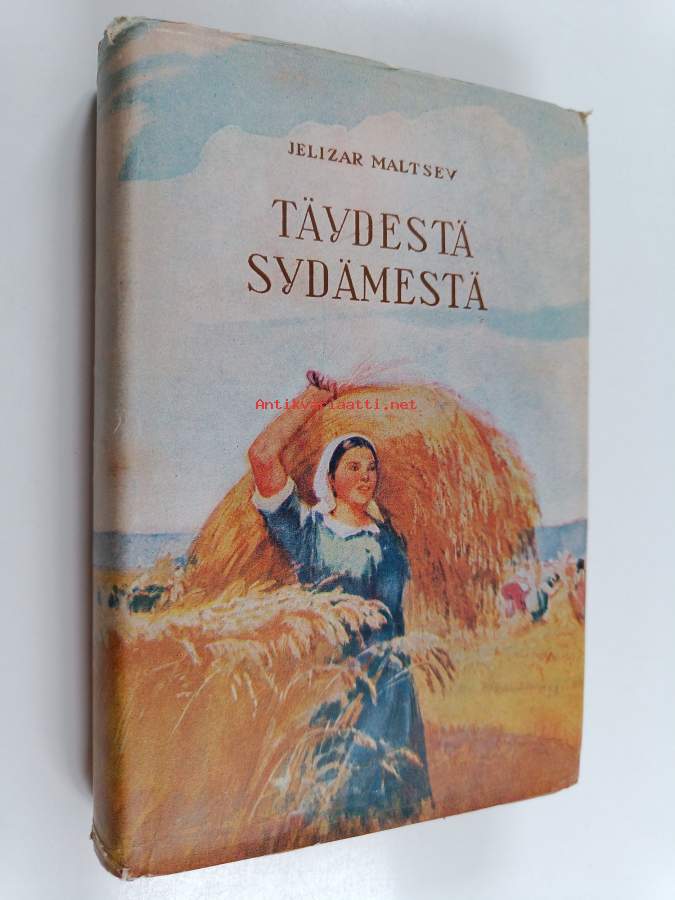 JELIZAR MALTSEV
TÄYDESTÄ
SYDÄMESTÄ
Antikvariaatti.net